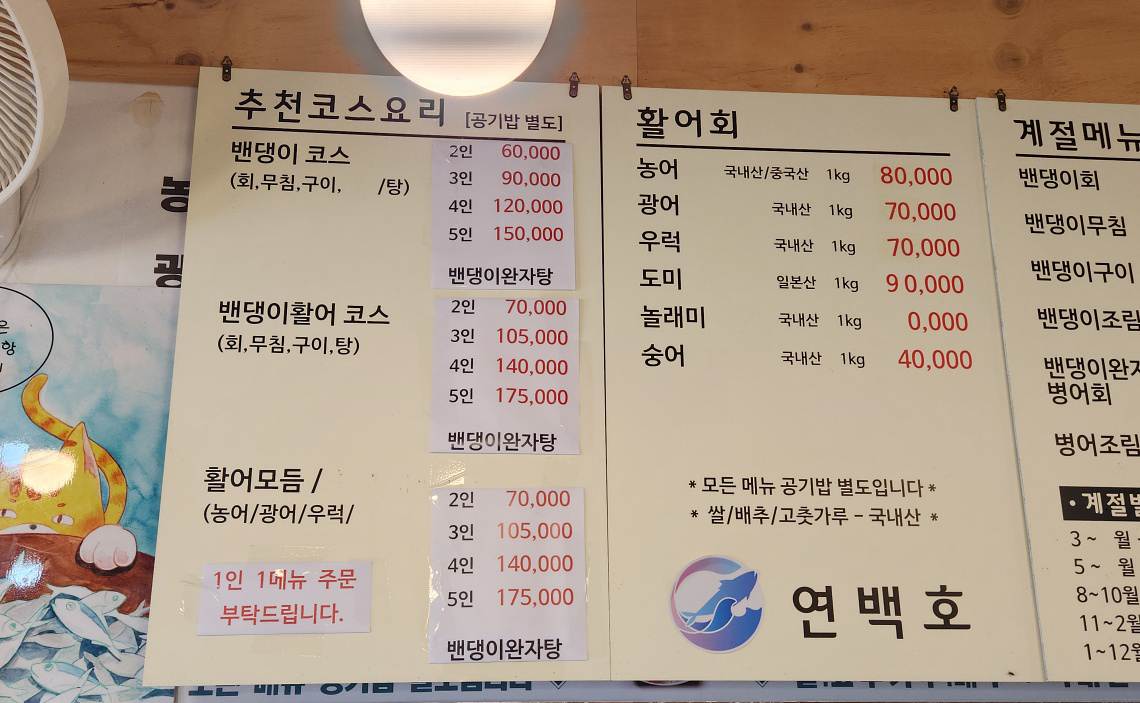 추천코스요리 [공기밥 별도]
밴댕이 코스
(회,무침,구이, /탕)
2인 60,000
3인 90,000
4인 120,000
5인 150,000
밴댕이완자탕
밴댕이활어 코스
(회,무침,구이,탕)
2인 70,000
3인 105,000
4인 140,000
5인 175,000
밴댕이완자탕
활어모듬 /
(농어/광어/우럭/
2인 70,000
3인 105,000
4인 140,000
5인 175,000
밴댕이완자탕
1인 1메뉴 주문
부탁드립니다.
활어회
농어 국내산/중국산 1kg 80,000
광어 국내산 1kg 70,000
우럭 국내산 1kg 70,000
도미 일본산 1kg 90,000
놀래미 국내산 1kg 0,000
숭어 국내산 1kg 40,000
* 모든 메뉴 공기밥 별도입니다 *
* 쌀/배추/고춧가루 - 국내산 *
연백호
계절메뉴
밴댕이회
밴댕이무침
밴댕이구이
밴댕이조림
밴댕이완자
병어회
병어조림
• 계절별
3~ 월
5~ 월
8~10월
11~2월
1~12월